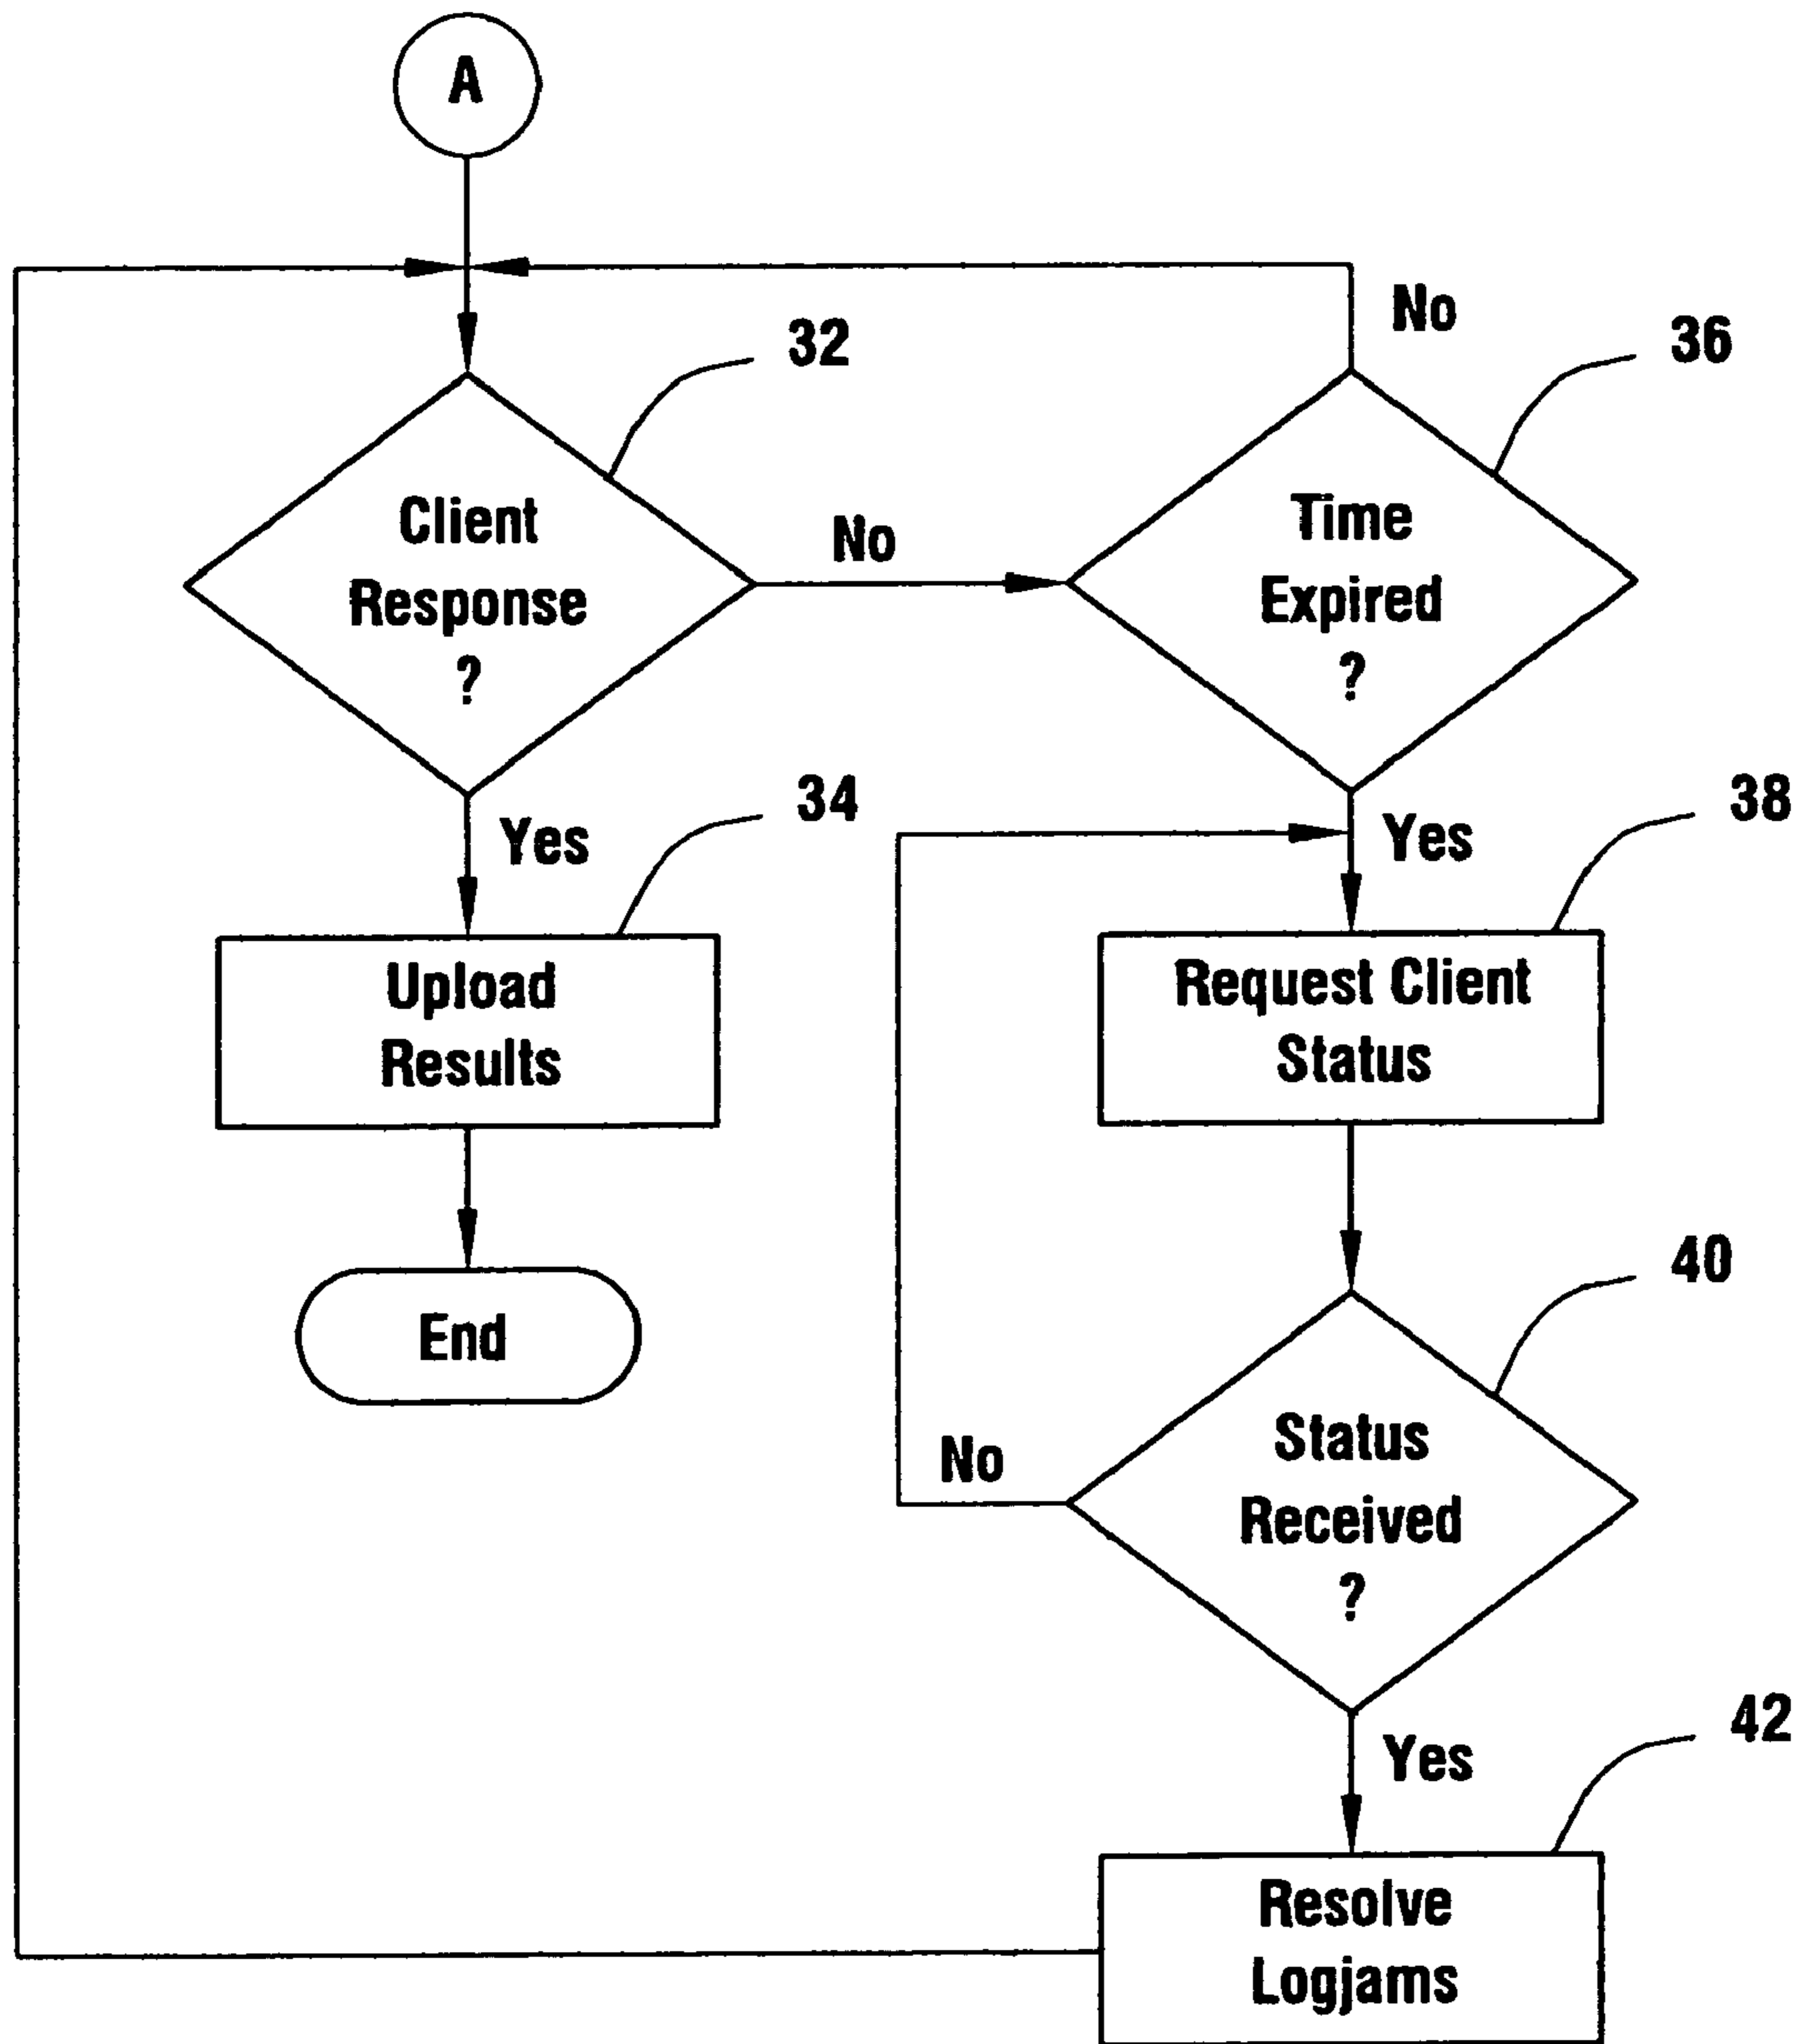 A
No
32
36
Client
Response
?
No
Time
Expired
?
Yes
34
Yes
38
Upload
Results
Request Client
Status
End
40
No
Status
Received
?
Yes
42
Resolve
Logjams